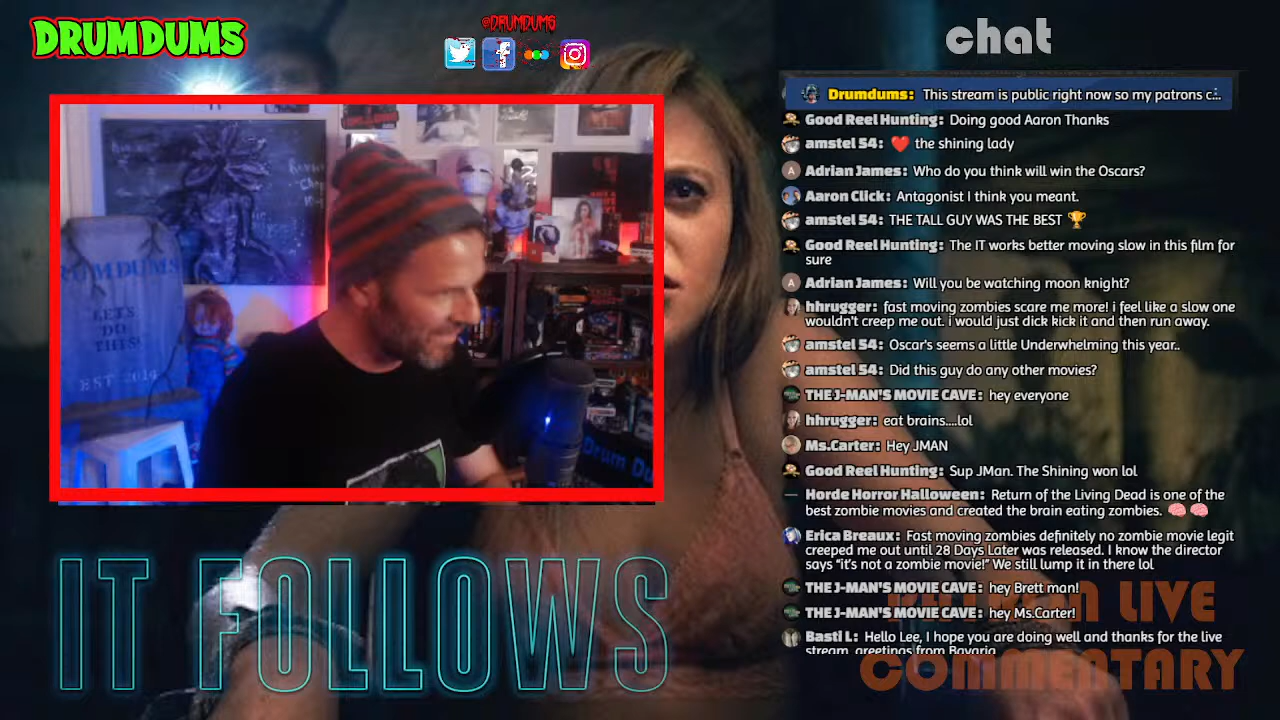 DRUMDUMS
@DRUMDUMS
chat
Drumdums: This stream is public right now so my patrons c...
Good Reel Hunting: Doing good Aaron Thanks
amstel 54: ❤️ the shining lady
Adrian James: Who do you think will win the Oscars?
Aaron Click: Antagonist I think you meant.
amstel 54: THE TALL GUY WAS THE BEST 🏆
Good Reel Hunting: The IT works better moving slow in this film for
sure
Adrian James: Will you be watching moon knight?
hhrugger: fast moving zombies scare me more! i feel like a slow one
wouldn't creep me out. i would just dick kick it and then run away.
amstel 54: Oscar's seems a little Underwhelming this year..
amstel 54: Did this guy do any other movies?
THE J-MAN'S MOVIE CAVE: hey everyone
hhrugger: eat brains....lol
Ms.Carter: Hey JMAN
Good Reel Hunting: Sup JMan. The Shining won lol
Horde Horror Halloween: Return of the Living Dead is one of the
best zombie movies and created the brain eating zombies. 🧠 🧠
Erica Breaux: Fast moving zombies definitely no zombie movie legit
creeped me out until 28 Days Later was released. I know the director
says "it's not a zombie movie!" We still lump it in there lol
THE J-MAN'S MOVIE CAVE: hey Brett man!
THE J-MAN'S MOVIE CAVE: hey Ms.Carter!
Basti L: Hello Lee, I hope you are doing well and thanks for the live
stream, greetings from Bavaria
LIVE
COMMENTARY
IT FOLLOWS
DRUMDUMS
LET'S
DO
THIS!
EST 2014
Drum Du